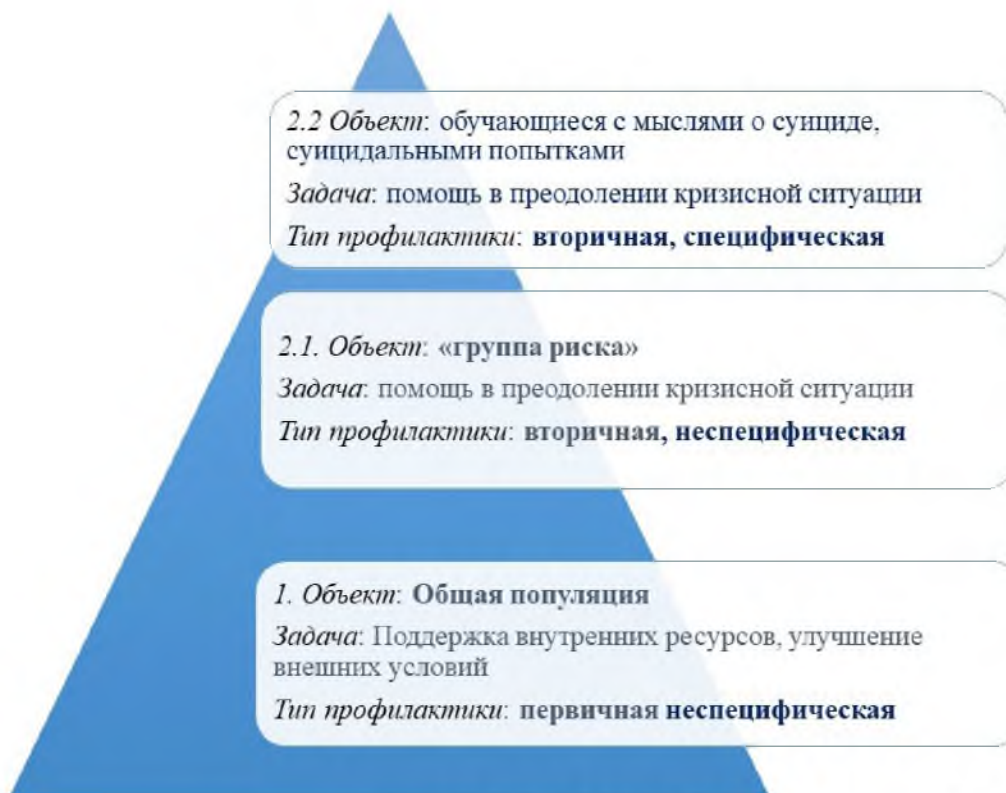 2.2 Объект: обучающиеся с мыслями о суициде,
суицидальными попытками
Задача: помощь в преодолении кризисной ситуации
Тип профилактики: вторичная, специфическая
2.1. Объект: «группа риска»
Задача: помощь в преодолении кризисной ситуации
Тип профилактики: вторичная, неспецифическая
1. Объект: Общая популяция
Задача: Поддержка внутренних ресурсов, улучшение
внешних условий
Тип профилактики: первичная неспецифическая